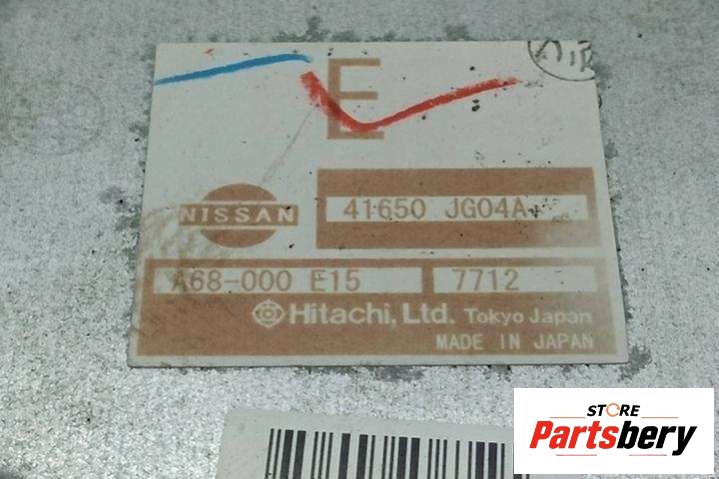 E
NISSAN
41650 JG04A
A68-000 E15
7712
Hitachi, Ltd. Tokyo Japan
MADE IN JAPAN
STORE
Partsbery